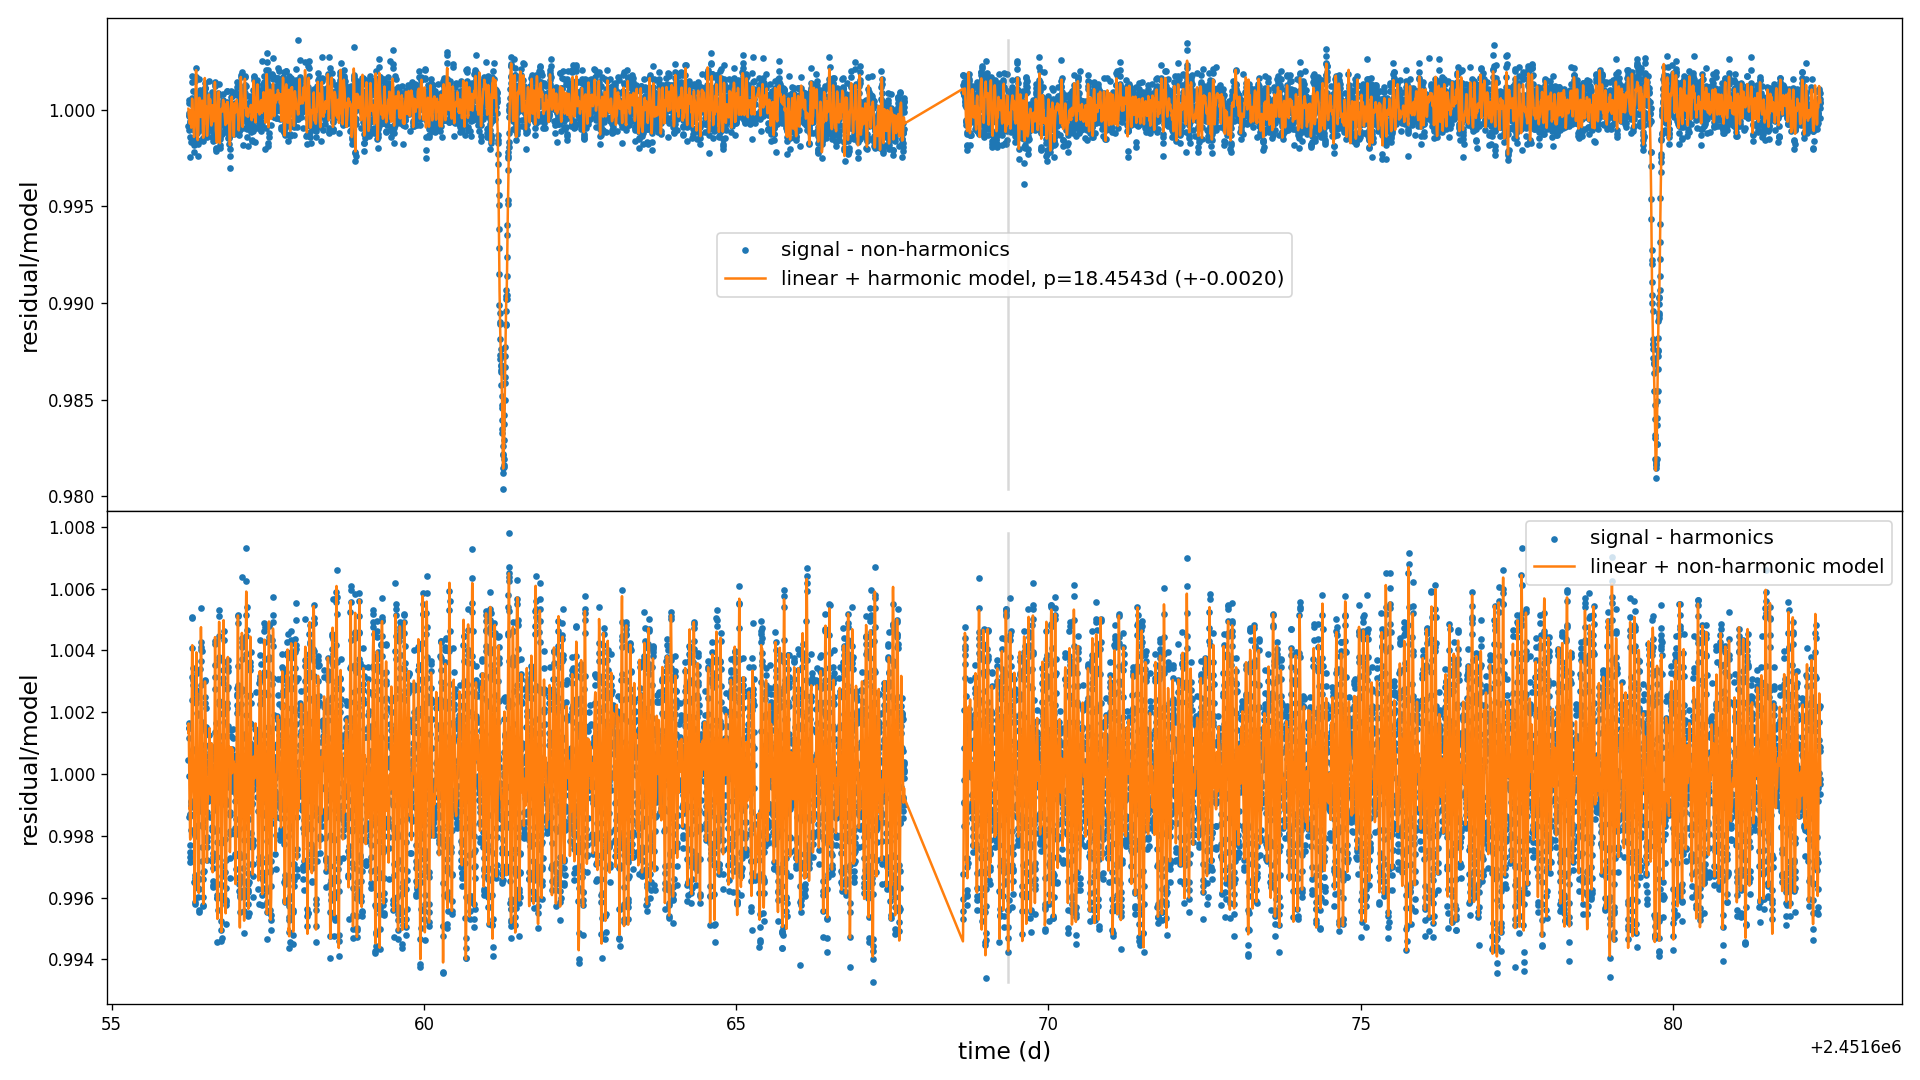 1.000
0.995
0.990
0.985
0.980
residual/model
signal - non-harmonics
linear + harmonic model, p=18.4543d (+-0.0020)
1.008
1.006
1.004
1.002
1.000
0.998
0.996
0.994
residual/model
signal - harmonics
linear + non-harmonic model
55
60
65
70
75
80
time (d)
+2.4516e6